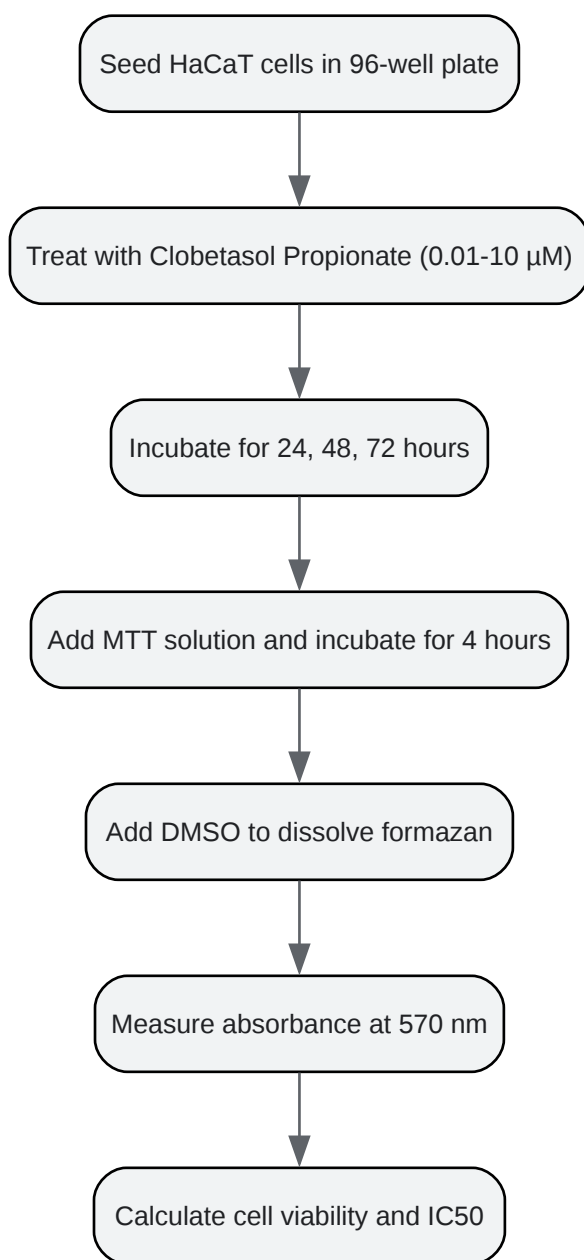 Seed HaCaT cells in 96-well plate
Treat with Clobetasol Propionate (0.01-10 µM)
Incubate for 24, 48, 72 hours
Add MTT solution and incubate for 4 hours
Add DMSO to dissolve formazan
Measure absorbance at 570 nm
Calculate cell viability and IC50